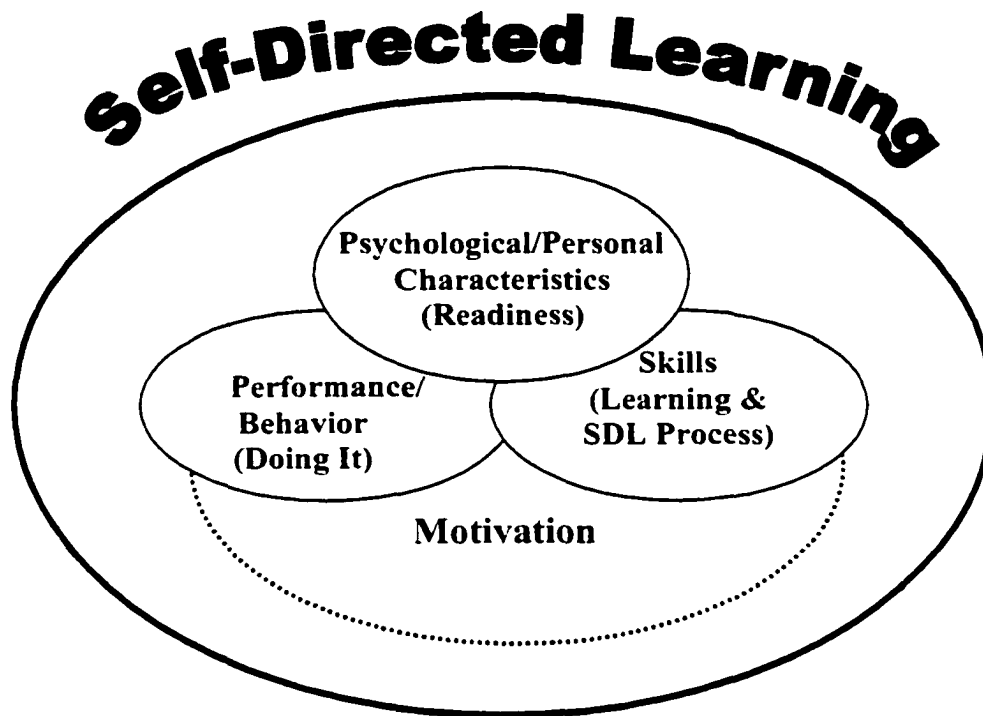 Self-Directed Learning
Psychological/Personal
Characteristics
(Readiness)
Performance/
Behavior
(Doing It)
Skills
(Learning &
SDL Process)
Motivation